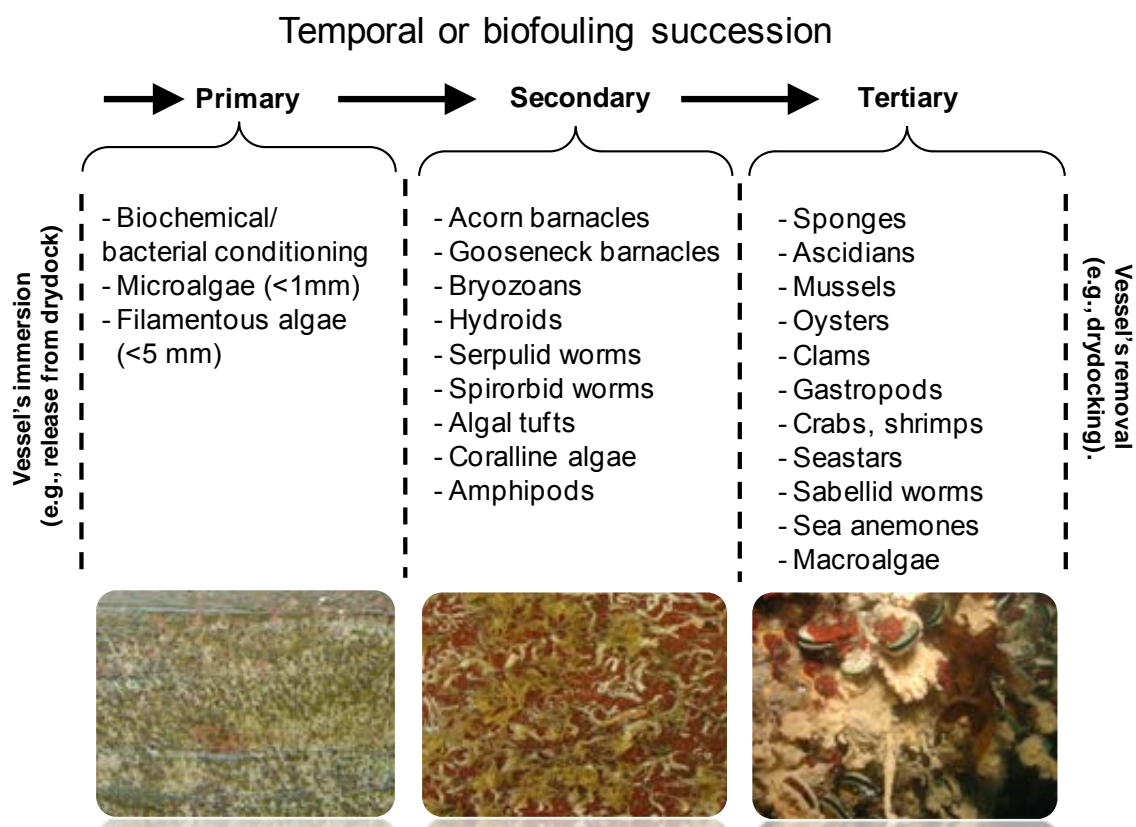 Temporal or biofouling succession
Primary
Secondary
Tertiary
Vessel's immersion
(e.g., release from drydock)
- Biochemical/
bacterial conditioning
- Microalgae (<1mm)
- Filamentous algae
(<5 mm)
- Acorn barnacles
- Gooseneck barnacles
- Bryozoans
- Hydroids
- Serpulid worms
- Spirorbid worms
- Algal tufts
- Coralline algae
- Amphipods
- Sponges
- Ascidians
- Mussels
- Oysters
- Clams
- Gastropods
- Crabs, shrimps
- Seastars
- Sabellid worms
- Sea anemones
- Macroalgae
Vessel's removal
(e.g., drydocking).